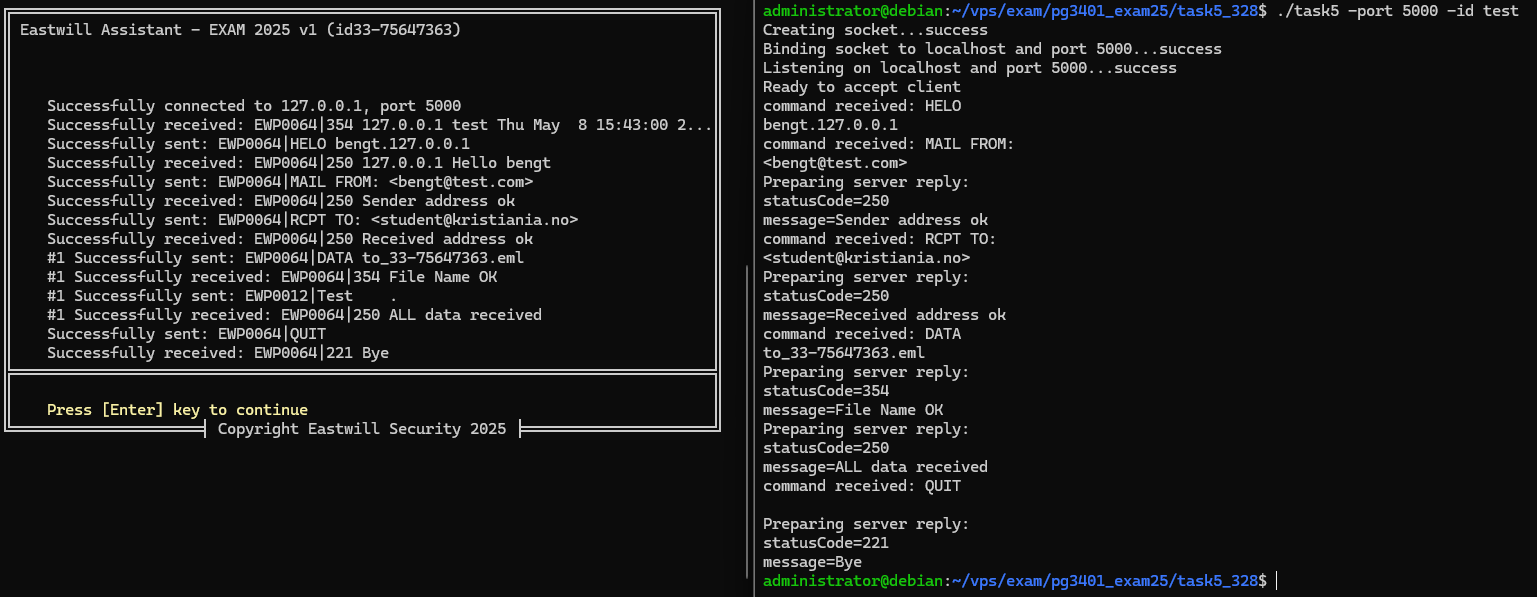 Eastwill Assistant - EXAM 2025 v1 (id33-75647363)
Successfully connected to 127.0.0.1, port 5000
Successfully received: EWP0064|354 127.0.0.1 test Thu May  8 15:43:00 2...
Successfully sent: EWP0064|HELO bengt.127.0.0.1
Successfully received: EWP0064|250 127.0.0.1 Hello bengt
Successfully sent: EWP0064|MAIL FROM: <bengt@test.com>
Successfully received: EWP0064|250 Sender address ok
Successfully sent: EWP0064|RCPT TO: <student@kristiania.no>
Successfully received: EWP0064|250 Received address ok
#1 Successfully sent: EWP0064|DATA to_33-75647363.eml
#1 Successfully received: EWP0064|354 File Name OK
#1 Successfully sent: EWP0012|Test    .
#1 Successfully received: EWP0064|250 ALL data received
Successfully sent: EWP0064|QUIT
Successfully received: EWP0064|221 Bye
Press [Enter] key to continue
Copyright Eastwill Security 2025
administrator@debian:~/vps/exam/pg3401_exam25/task5_328$ ./task5 -port 5000 -id test
Creating socket...success
Binding socket to localhost and port 5000...success
Listening on localhost and port 5000...success
Ready to accept client
command received: HELO
bengt.127.0.0.1
command received: MAIL FROM:
<bengt@test.com>
Preparing server reply:
statusCode=250
message=Sender address ok
command received: RCPT TO:
<student@kristiania.no>
Preparing server reply:
statusCode=250
message=Received address ok
command received: DATA
to_33-75647363.eml
Preparing server reply:
statusCode=354
message=File Name OK
Preparing server reply:
statusCode=250
message=ALL data received
command received: QUIT
Preparing server reply:
statusCode=221
message=Bye
administrator@debian:~/vps/exam/pg3401_exam25/task5_328$